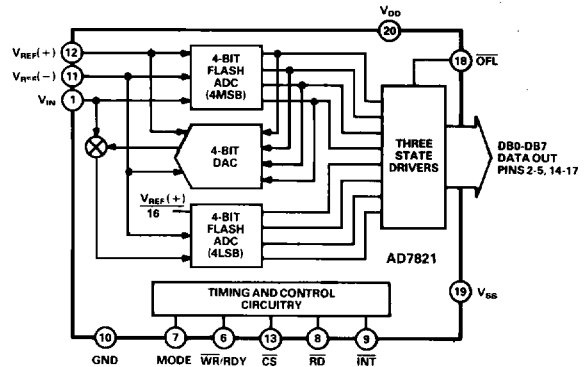 VDD
20
VREF(+) 12
VREF(-) 11
VIN 1
4-BIT
FLASH
ADC
(4MSB)
4-BIT
DAC
VREF(+)
16
4-BIT
FLASH
ADC
(4LSB)
THREE
STATE
DRIVERS
18 OFL
DB0-DB7
DATA OUT
PINS 2-5, 14-17
AD7821
19 VSS
TIMING AND CONTROL
CIRCUITRY
10 7 6 13 8 9
GND MODE WR/RDY CS RD INT